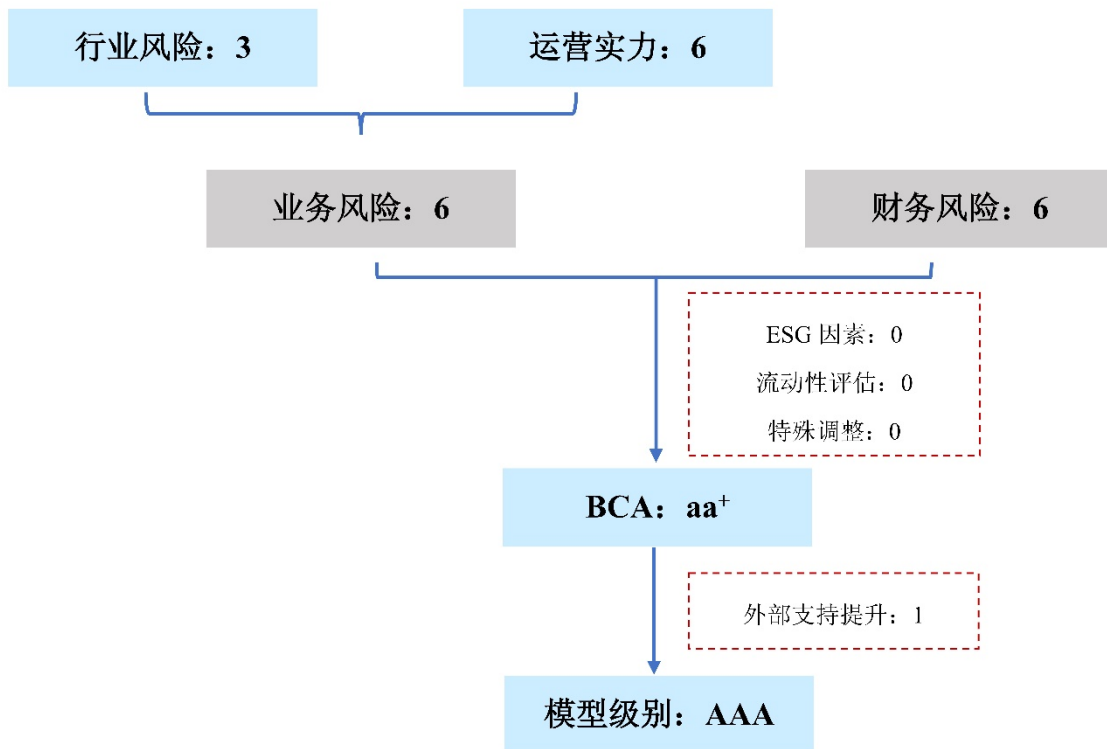 行业风险：3
运营实力：6
业务风险：6
财务风险：6
ESG 因素：0
流动性评估：0
特殊调整：0
BCA：aa⁺
外部支持提升：1
模型级别：AAA